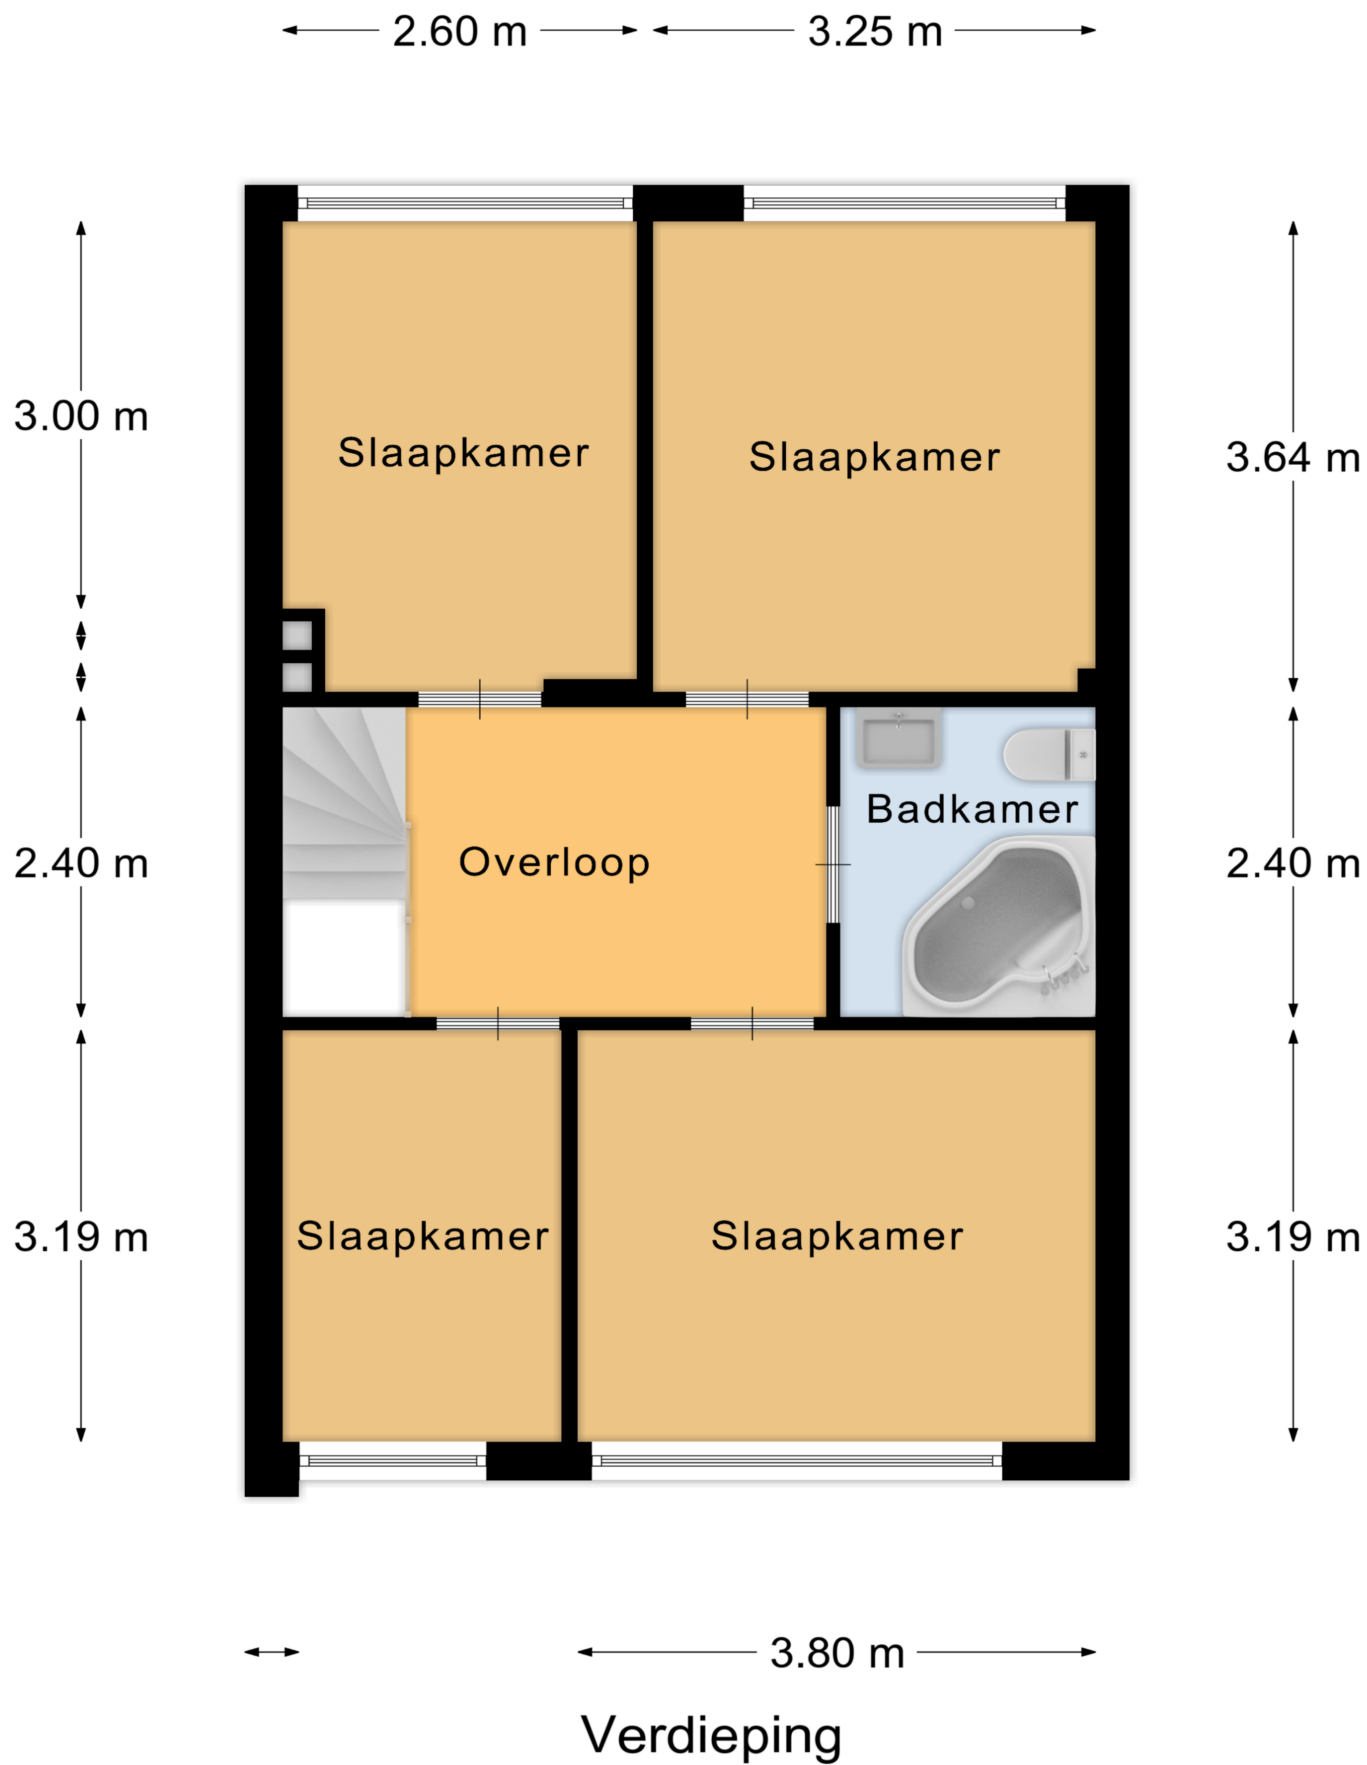 2.60 m 3.25 m
3.00 m
Slaapkamer
Slaapkamer
3.64 m
2.40 m
Overloop
Badkamer
2.40 m
3.19 m
Slaapkamer
Slaapkamer
3.19 m
3.80 m
Verdieping